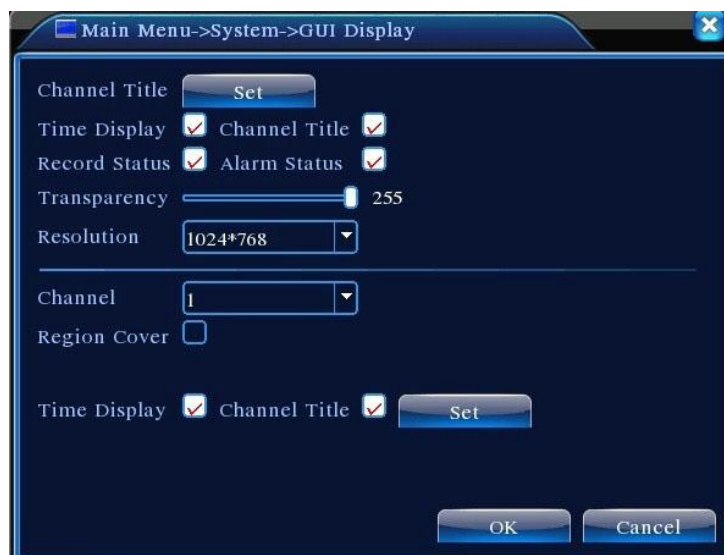 Main Menu->System->GUI Display
Channel Title Set
Time Display Channel Title
Record Status Alarm Status
Transparency 255
Resolution 1024*768
Channel 1
Region Cover
Time Display Channel Title Set
OK Cancel